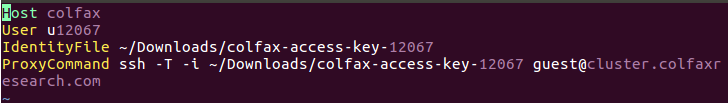 Host colfax
User u12067
IdentityFile ~/Downloads/colfax-access-key-12067
ProxyCommand ssh -T -i ~/Downloads/colfax-access-key-12067 guest@cluster.colfaxr
esearch.com
~